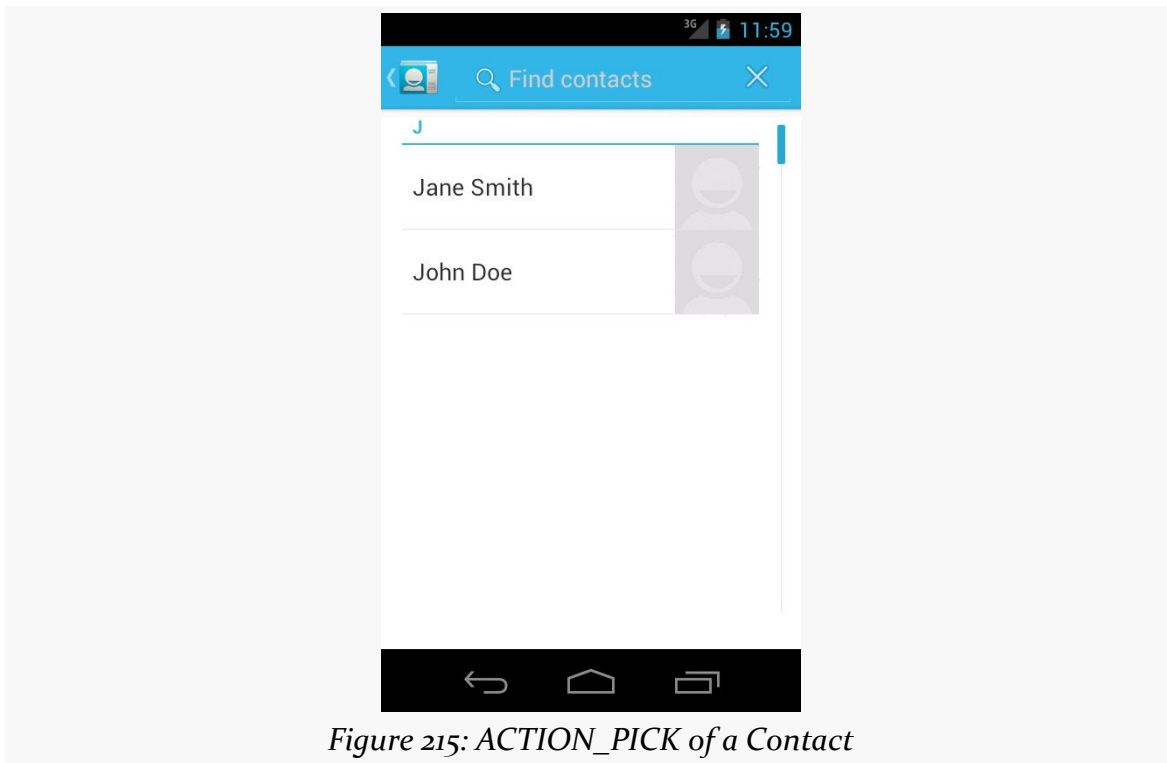 3G 11:59
Find contacts
J
Jane Smith
John Doe
Figure 215: ACTION_PICK of a Contact